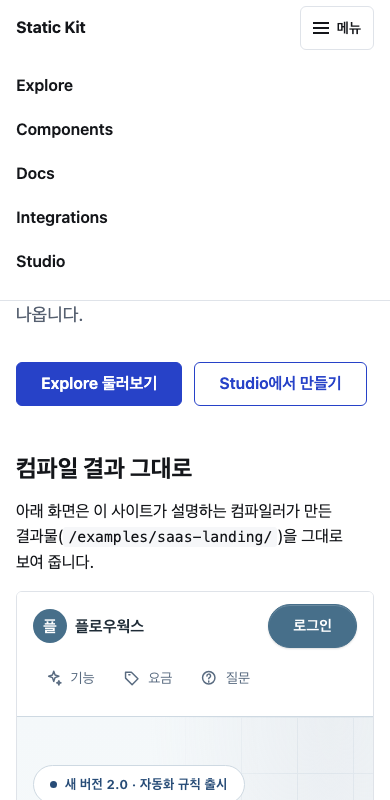 Static Kit
메뉴
Explore
Components
Docs
Integrations
Studio
나옵니다.
Explore 둘러보기
Studio에서 만들기
컴파일 결과 그대로
아래 화면은 이 사이트가 설명하는 컴파일러가 만든
결과물( /examples/saas-landing/ )을 그대로
보여 줍니다.
플 플로우웍스
로그인
기능
요금
질문
새 버전 2.0 · 자동화 규칙 출시